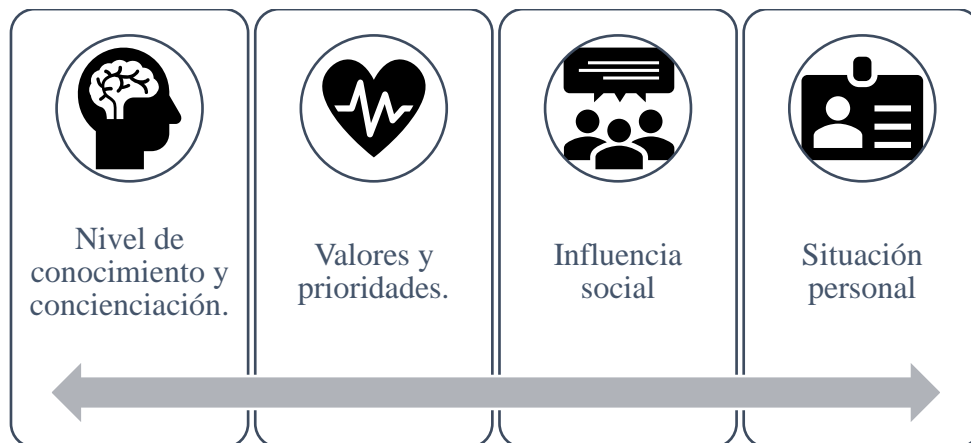 Nivel de
conocimiento y
concienciación.
Valores y
prioridades.
Influencia
social
Situación
personal